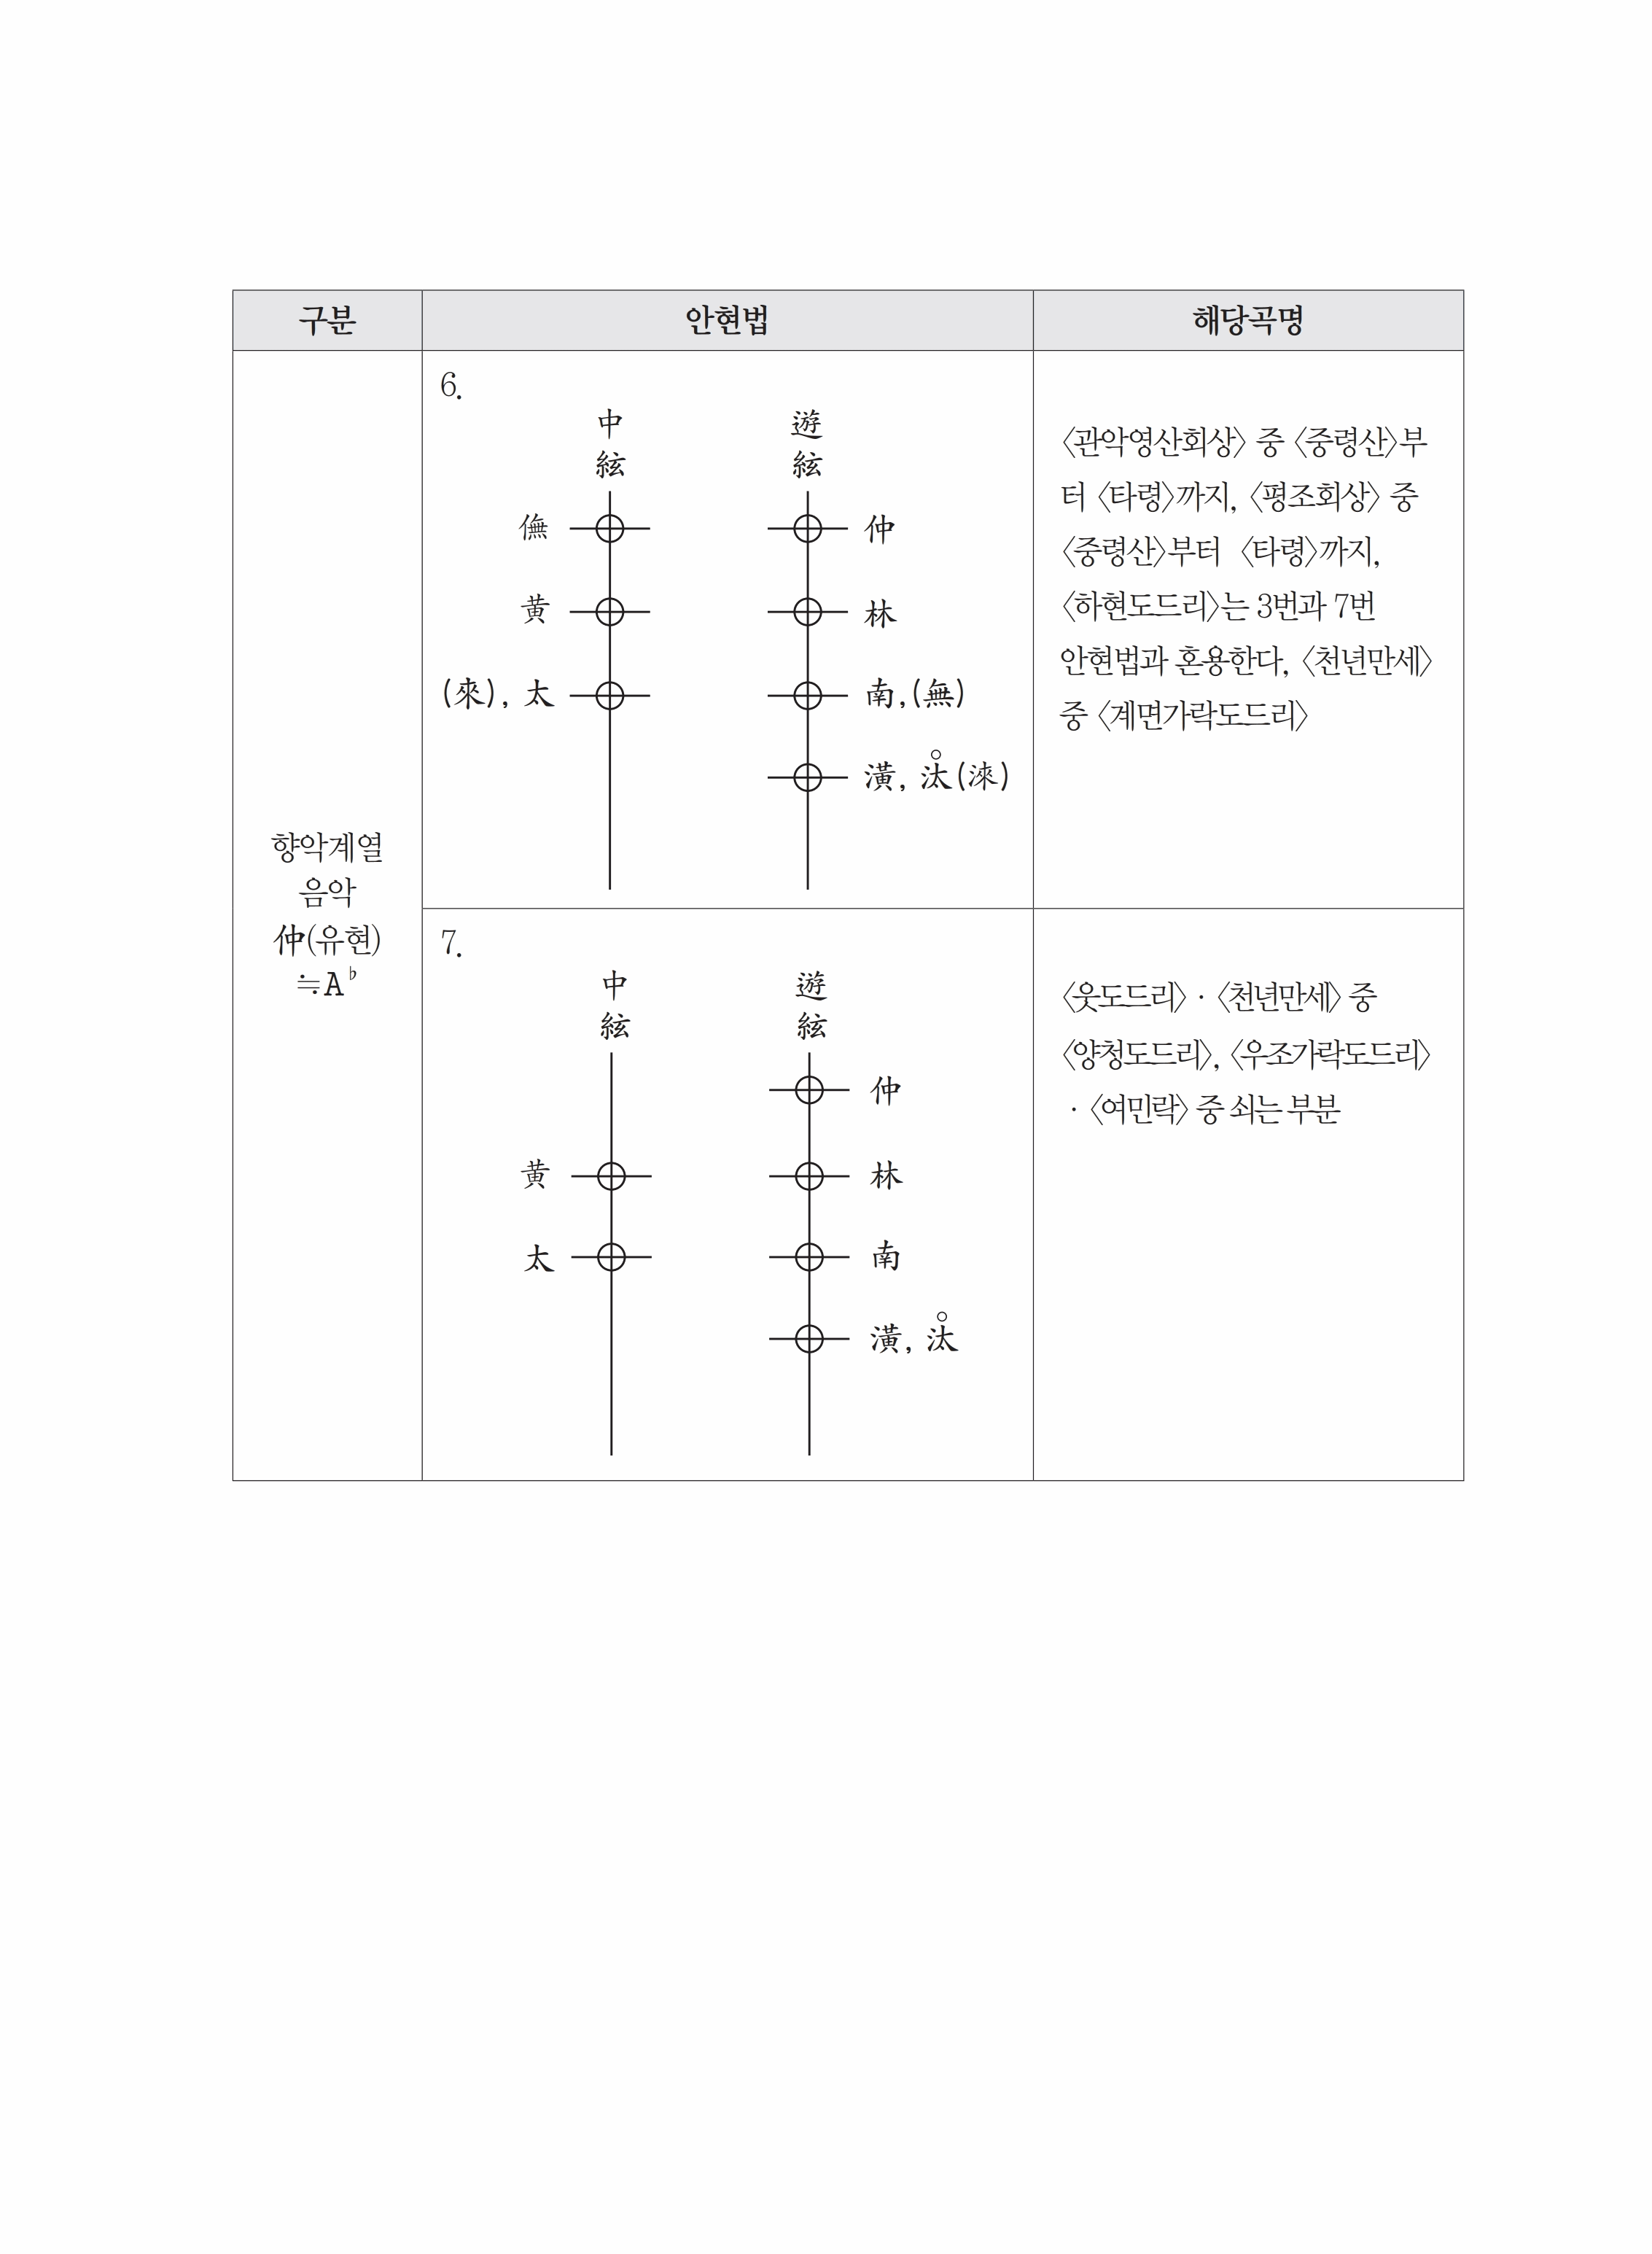 구분 안현법 해당곡명
향악계열
음악
仲(유현)
≒A♭
6.
中 遊
絃 絃
㒇 仲
黃 林
(夾), 太 南,(無)
潢, 汰(浹)
〈관악영산회상〉 중 〈중령산〉부
터 〈타령〉까지, 〈평조회상〉 중
〈중령산〉부터 〈타령〉까지,
〈하현도드리〉는 3번과 7번
안현법과 혼용한다, 〈천년만세〉
중 〈계면가락도드리〉
7.
中 遊
絃 絃
仲
黃 林
太 南
潢, 汰
〈웃도드리〉·〈천년만세〉 중
〈양청도드리〉, 〈우조가락도드리〉
·〈여민락〉 중 쇠는 부분